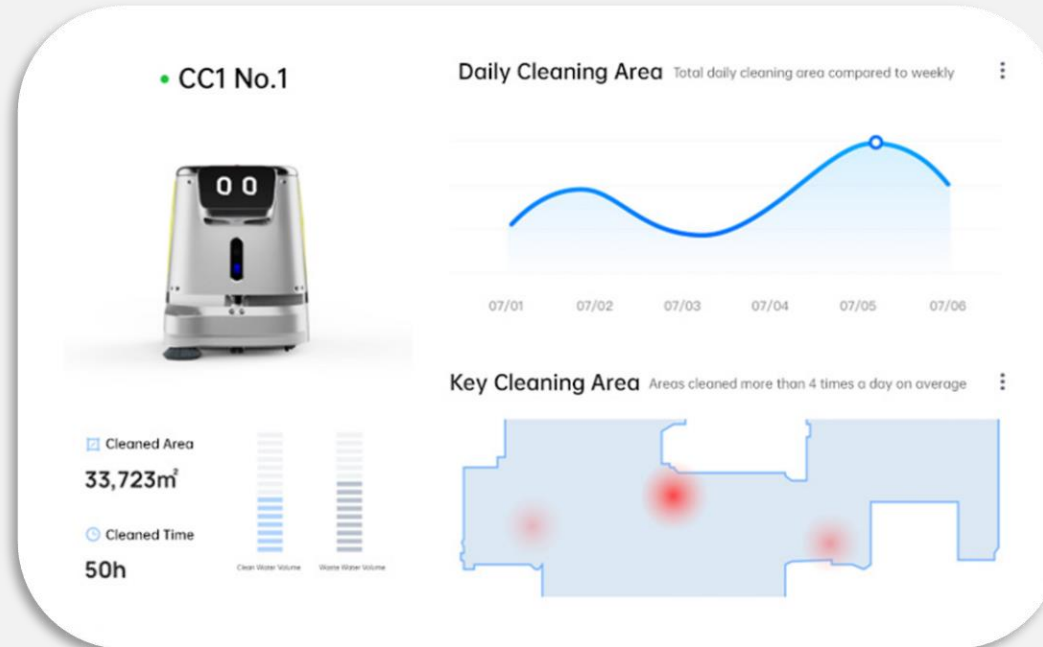 CC1 No.1
Daily Cleaning Area Total daily cleaning area compared to weekly
07/01 07/02 07/03 07/04 07/05 07/06
Key Cleaning Area Areas cleaned more than 4 times a day on average
Cleaned Area
33,723㎡
Cleaned Time
50h
Clean Water Volume Waste Water Volume